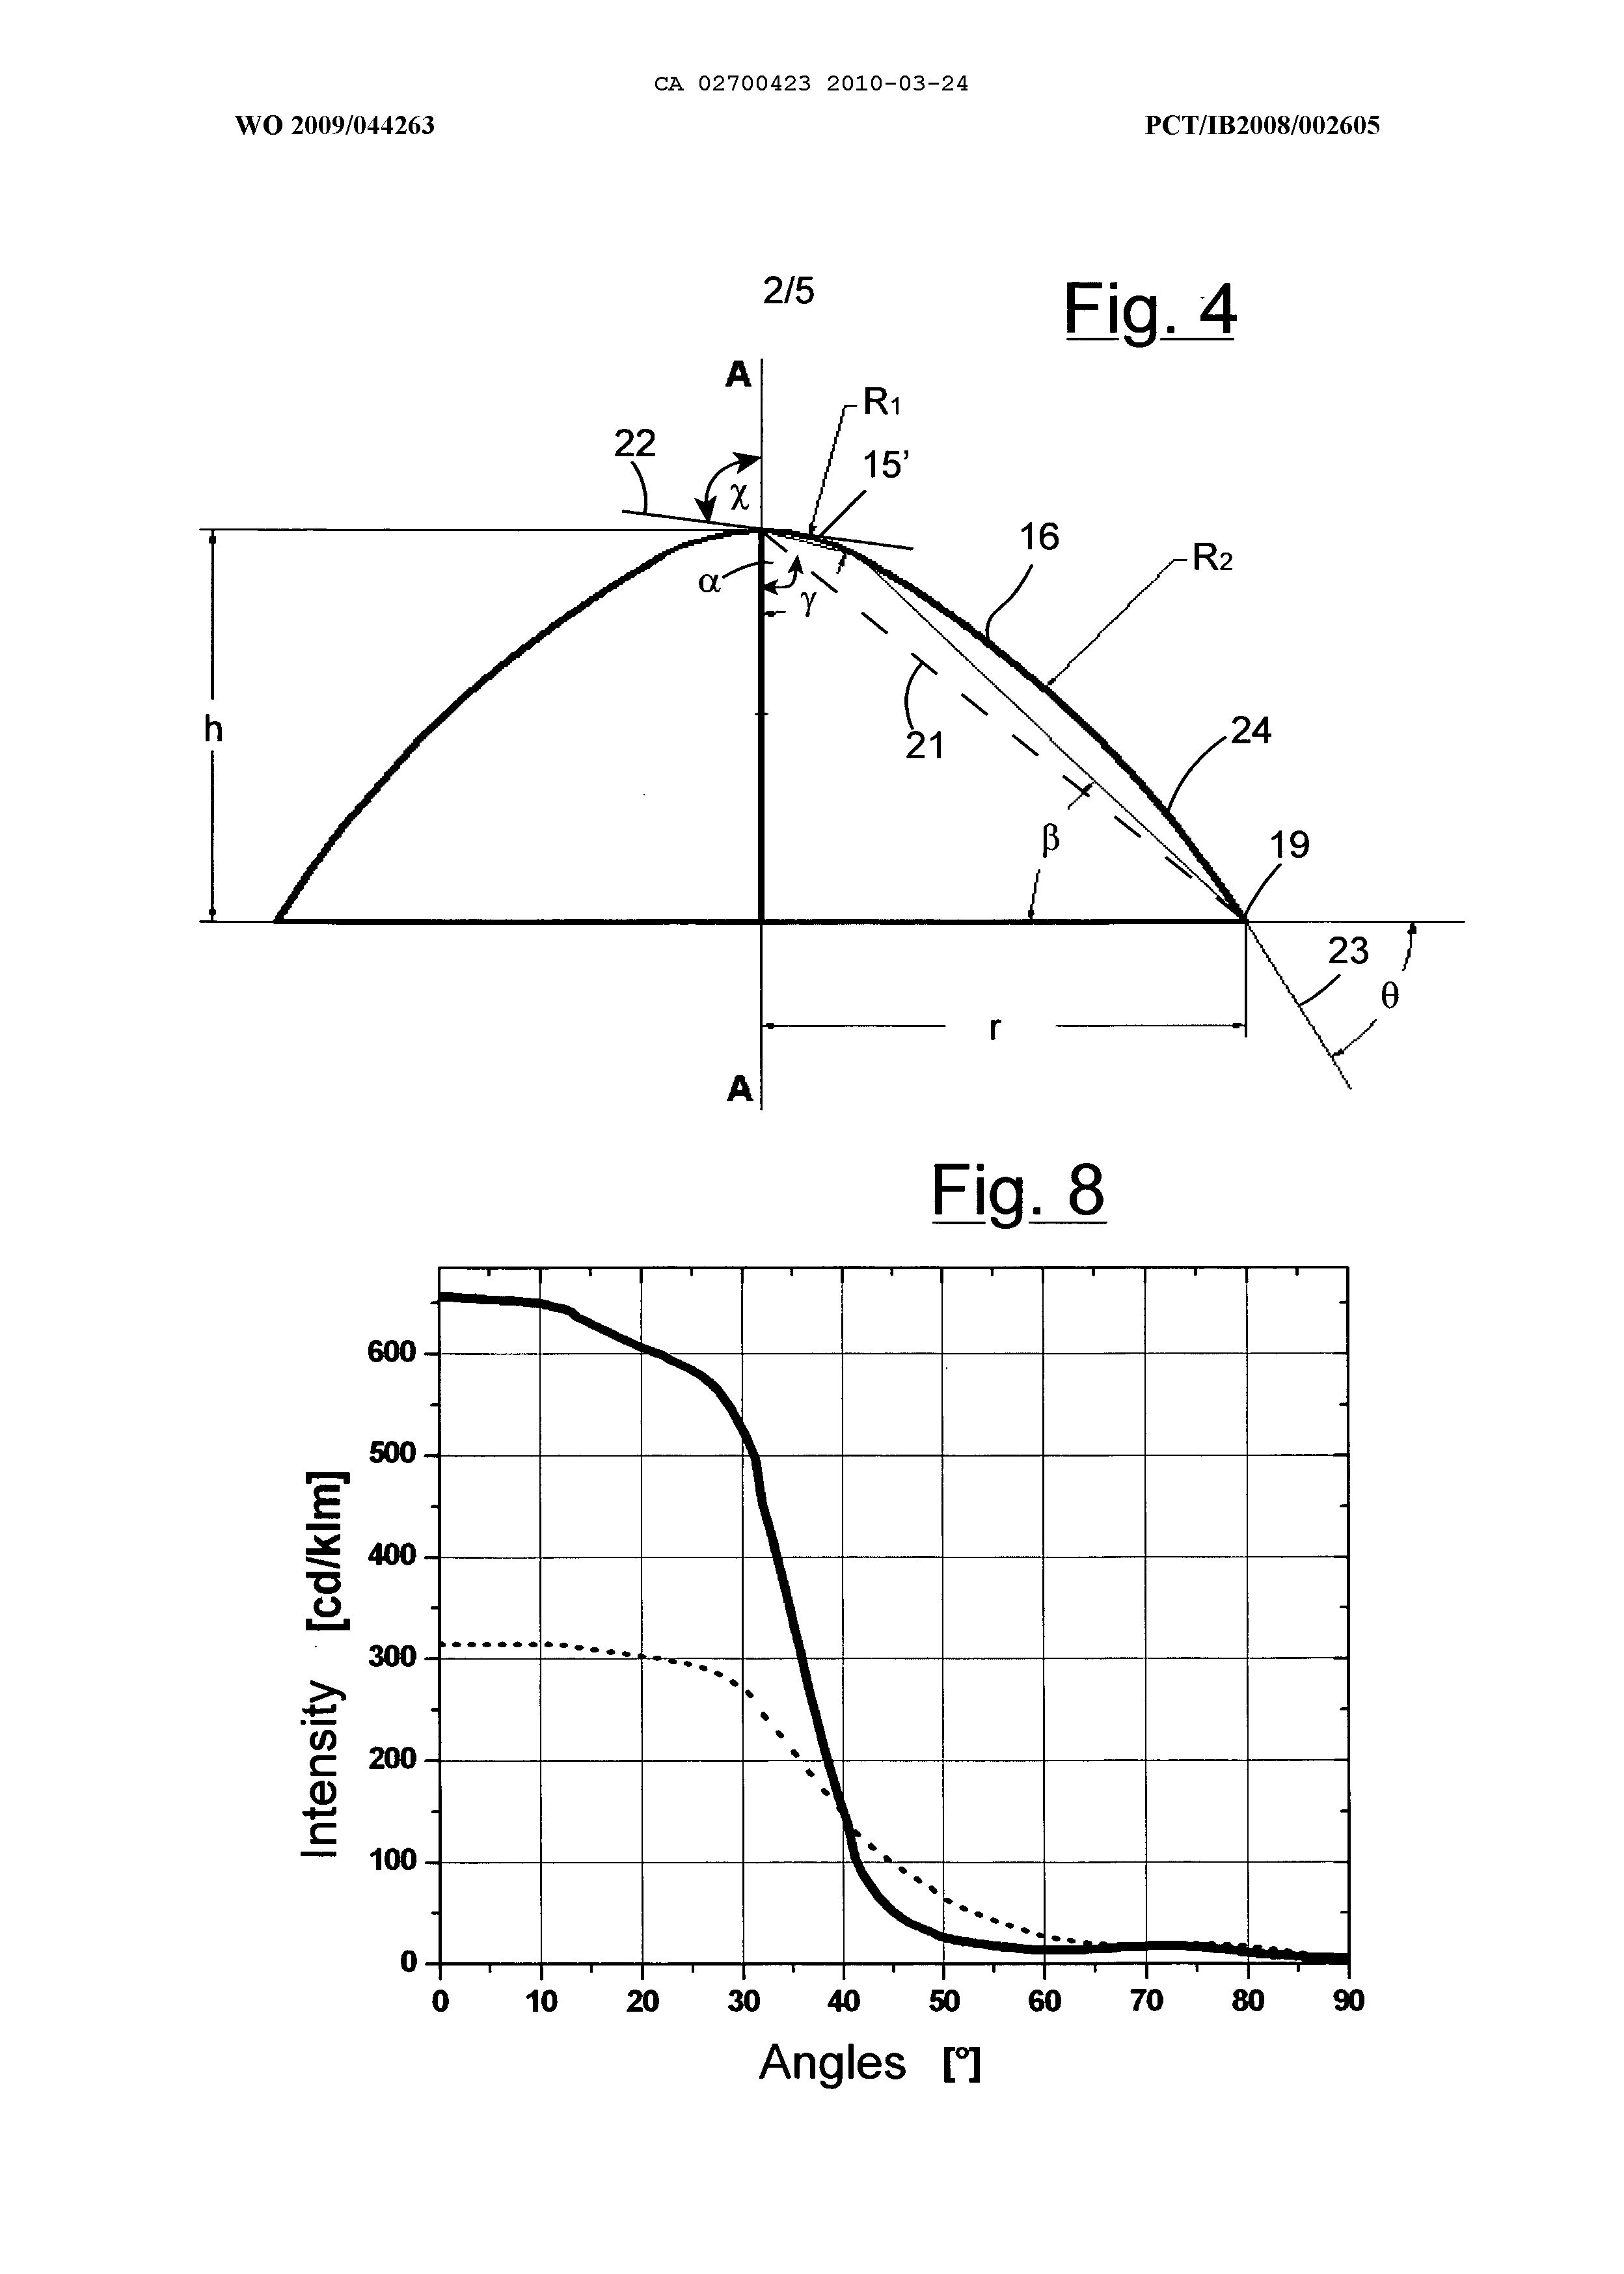 CA 02700423 2010-03-24
WO 2009/044263 PCT/IB2008/002605
2/5
Fig. 4
A
R1
22
15'
χ
16
R2
α
γ
h
21
24
β
19
23
θ
r
A
Fig. 8
600
500
400
300
200
100
0
Intensity [cd/klm]
0 10 20 30 40 50 60 70 80 90
Angles [°]